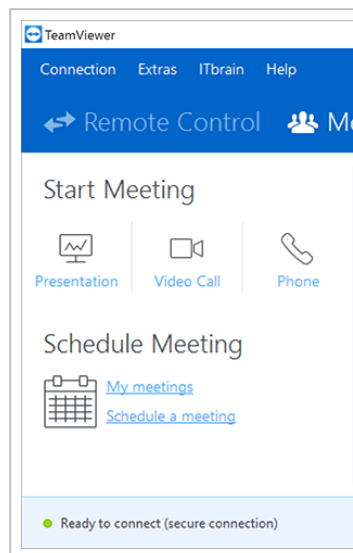 TeamViewer
Connection Extras ITbrain Help
Remote Control
Start Meeting
Presentation Video Call Phone
Schedule Meeting
My meetings
Schedule a meeting
Ready to connect (secure connection)